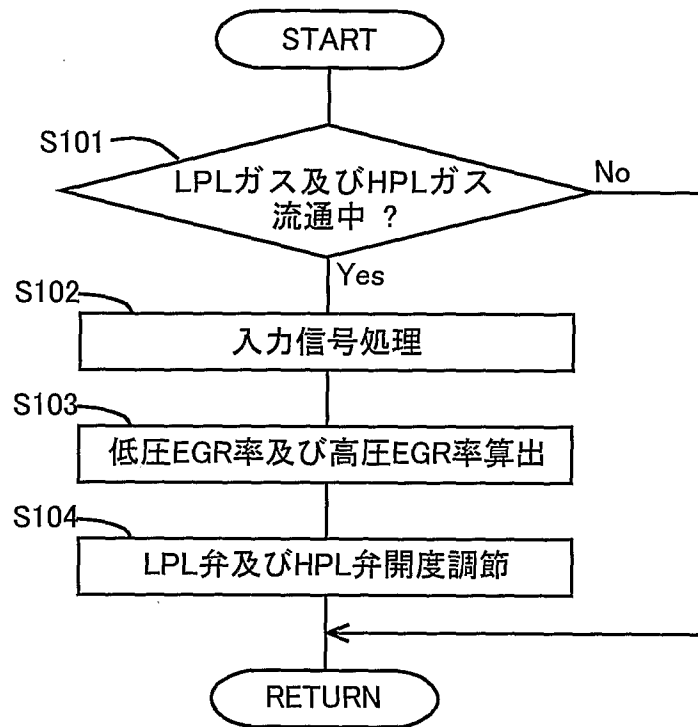 START
S101
LPLガス及びHPLガス
流通中 ?
No
Yes
S102
入力信号処理
S103
低圧EGR率及び高圧EGR率算出
S104
LPL弁及びHPL弁開度調節
RETURN